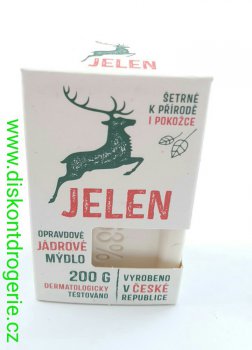 JELEN
ŠETRNÉ
K PŘÍRODĚ
I POKOŽCE
JELEN
OPRAVDOVÉ
JÁDROVÉ
MÝDLO
200 G
DERMATOLOGICKY
TESTOVÁNO
VYROBENO
V ČESKÉ
REPUBLICE
www.diskontdrogerie.cz